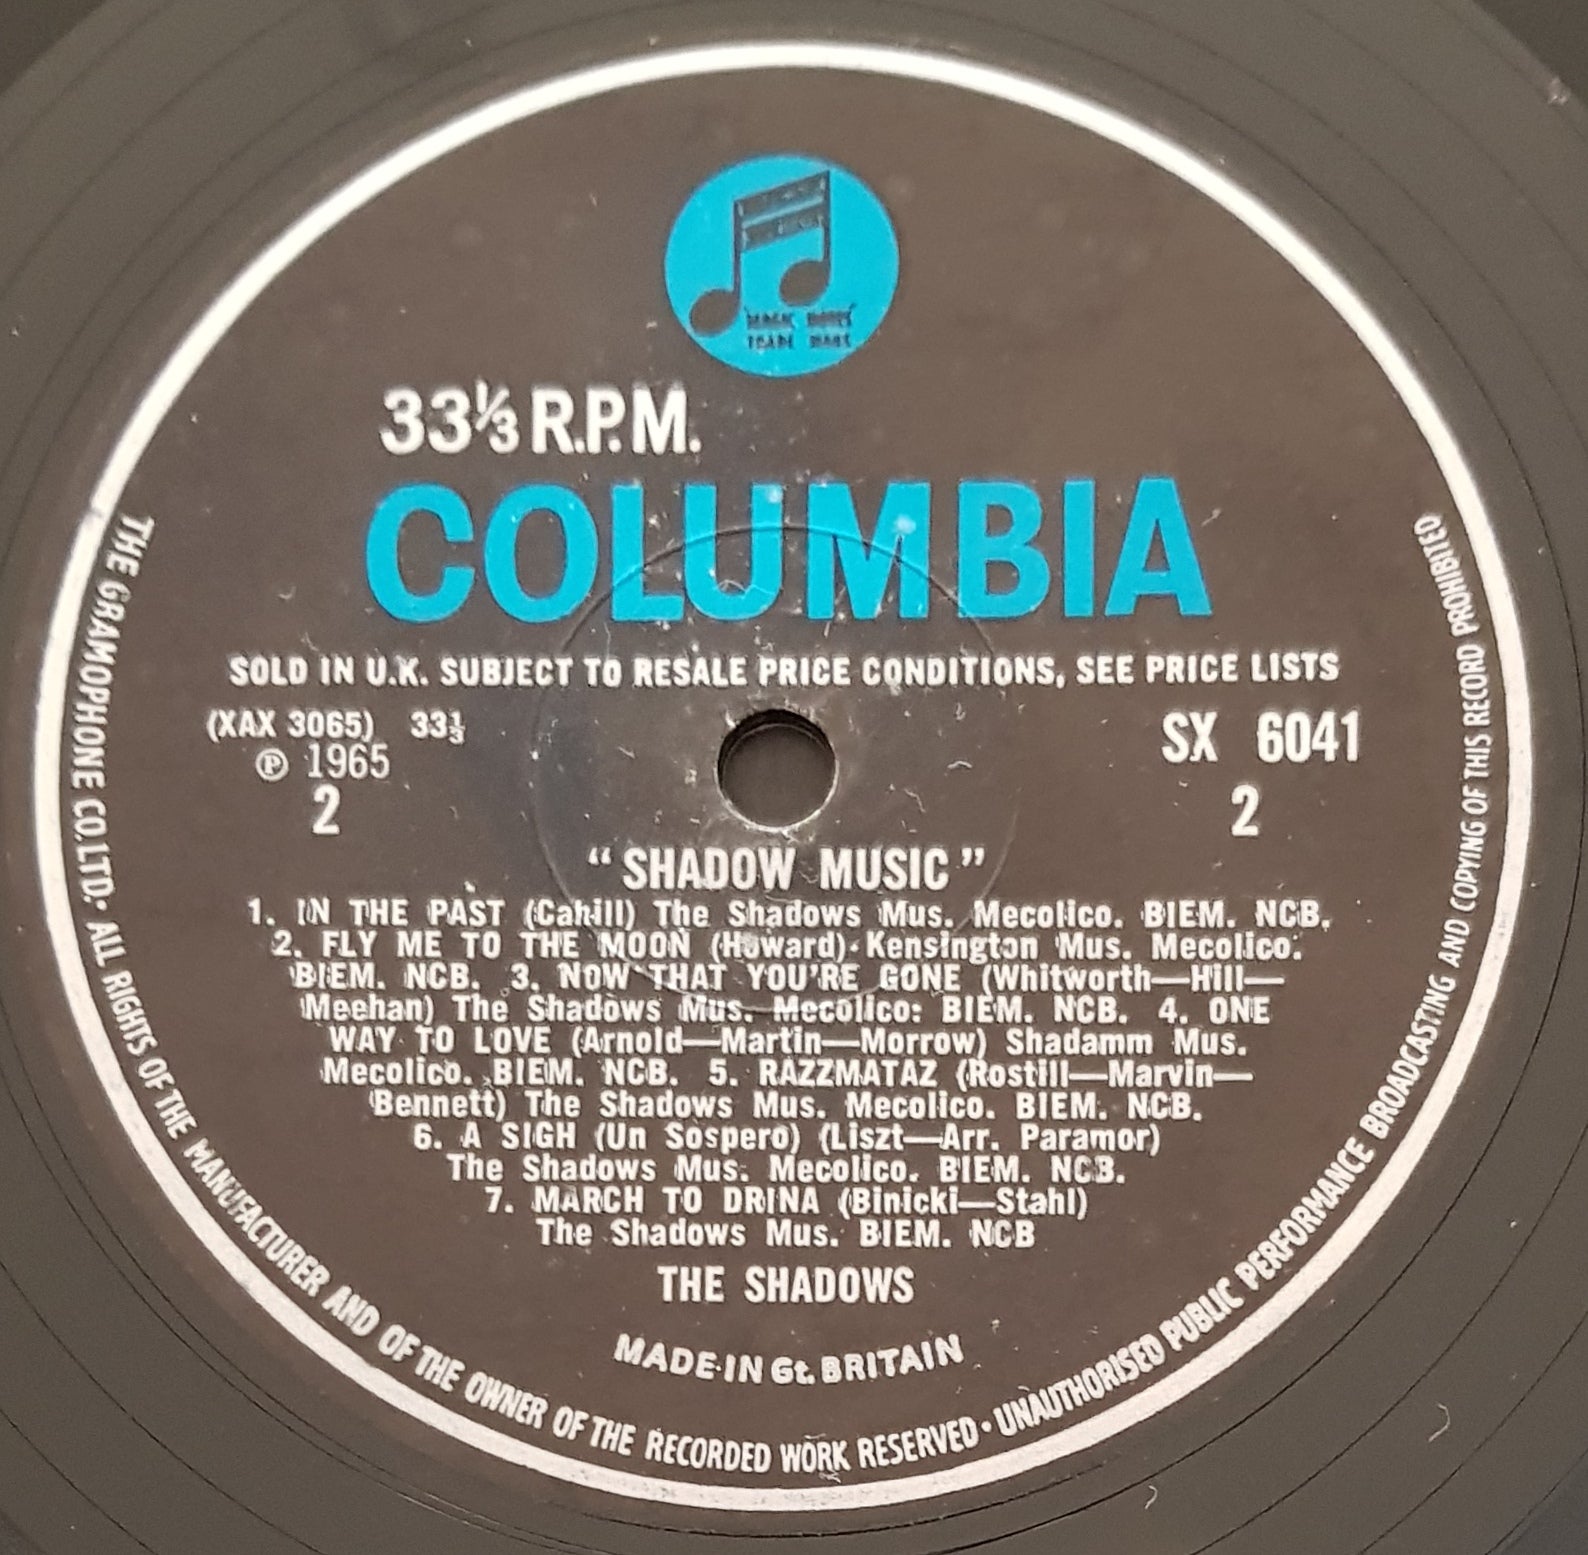 'MAGIC NOTES'
TRADE MARK
33⅓ R.P.M.
COLUMBIA
SOLD IN U.K. SUBJECT TO RESALE PRICE CONDITIONS, SEE PRICE LISTS
(XAX 3065) 33⅓
℗ 1965
2
SX 6041
2
“SHADOW MUSIC”
1. IN THE PAST (Cahill) The Shadows Mus. Mecolico. BIEM. NCB.
2. FLY ME TO THE MOON (Howard) Kensington Mus. Mecolico.
BIEM. NCB. 3. NOW THAT YOU'RE GONE (Whitworth—Hill—
Meehan) The Shadows Mus. Mecolico: BIEM. NCB. 4. ONE
WAY TO LOVE (Arnold—Martin—Morrow) Shadamm Mus.
Mecolico. BIEM. NCB. 5. RAZZMATAZ (Rostill—Marvin—
Bennett) The Shadows Mus. Mecolico. BIEM. NCB.
6. A SIGH (Un Sospero) (Liszt—Arr. Paramor)
The Shadows Mus. Mecolico. BIEM. NCB.
7. MARCH TO DRINA (Binicki—Stahl)
The Shadows Mus. BIEM. NCB
THE SHADOWS
MADE IN Gt. BRITAIN
THE GRAMOPHONE CO. LTD. · ALL RIGHTS OF THE MANUFACTURER AND OF THE OWNER OF THE RECORDED WORK RESERVED · UNAUTHORISED PUBLIC PERFORMANCE BROADCASTING AND COPYING OF THIS RECORD PROHIBITED